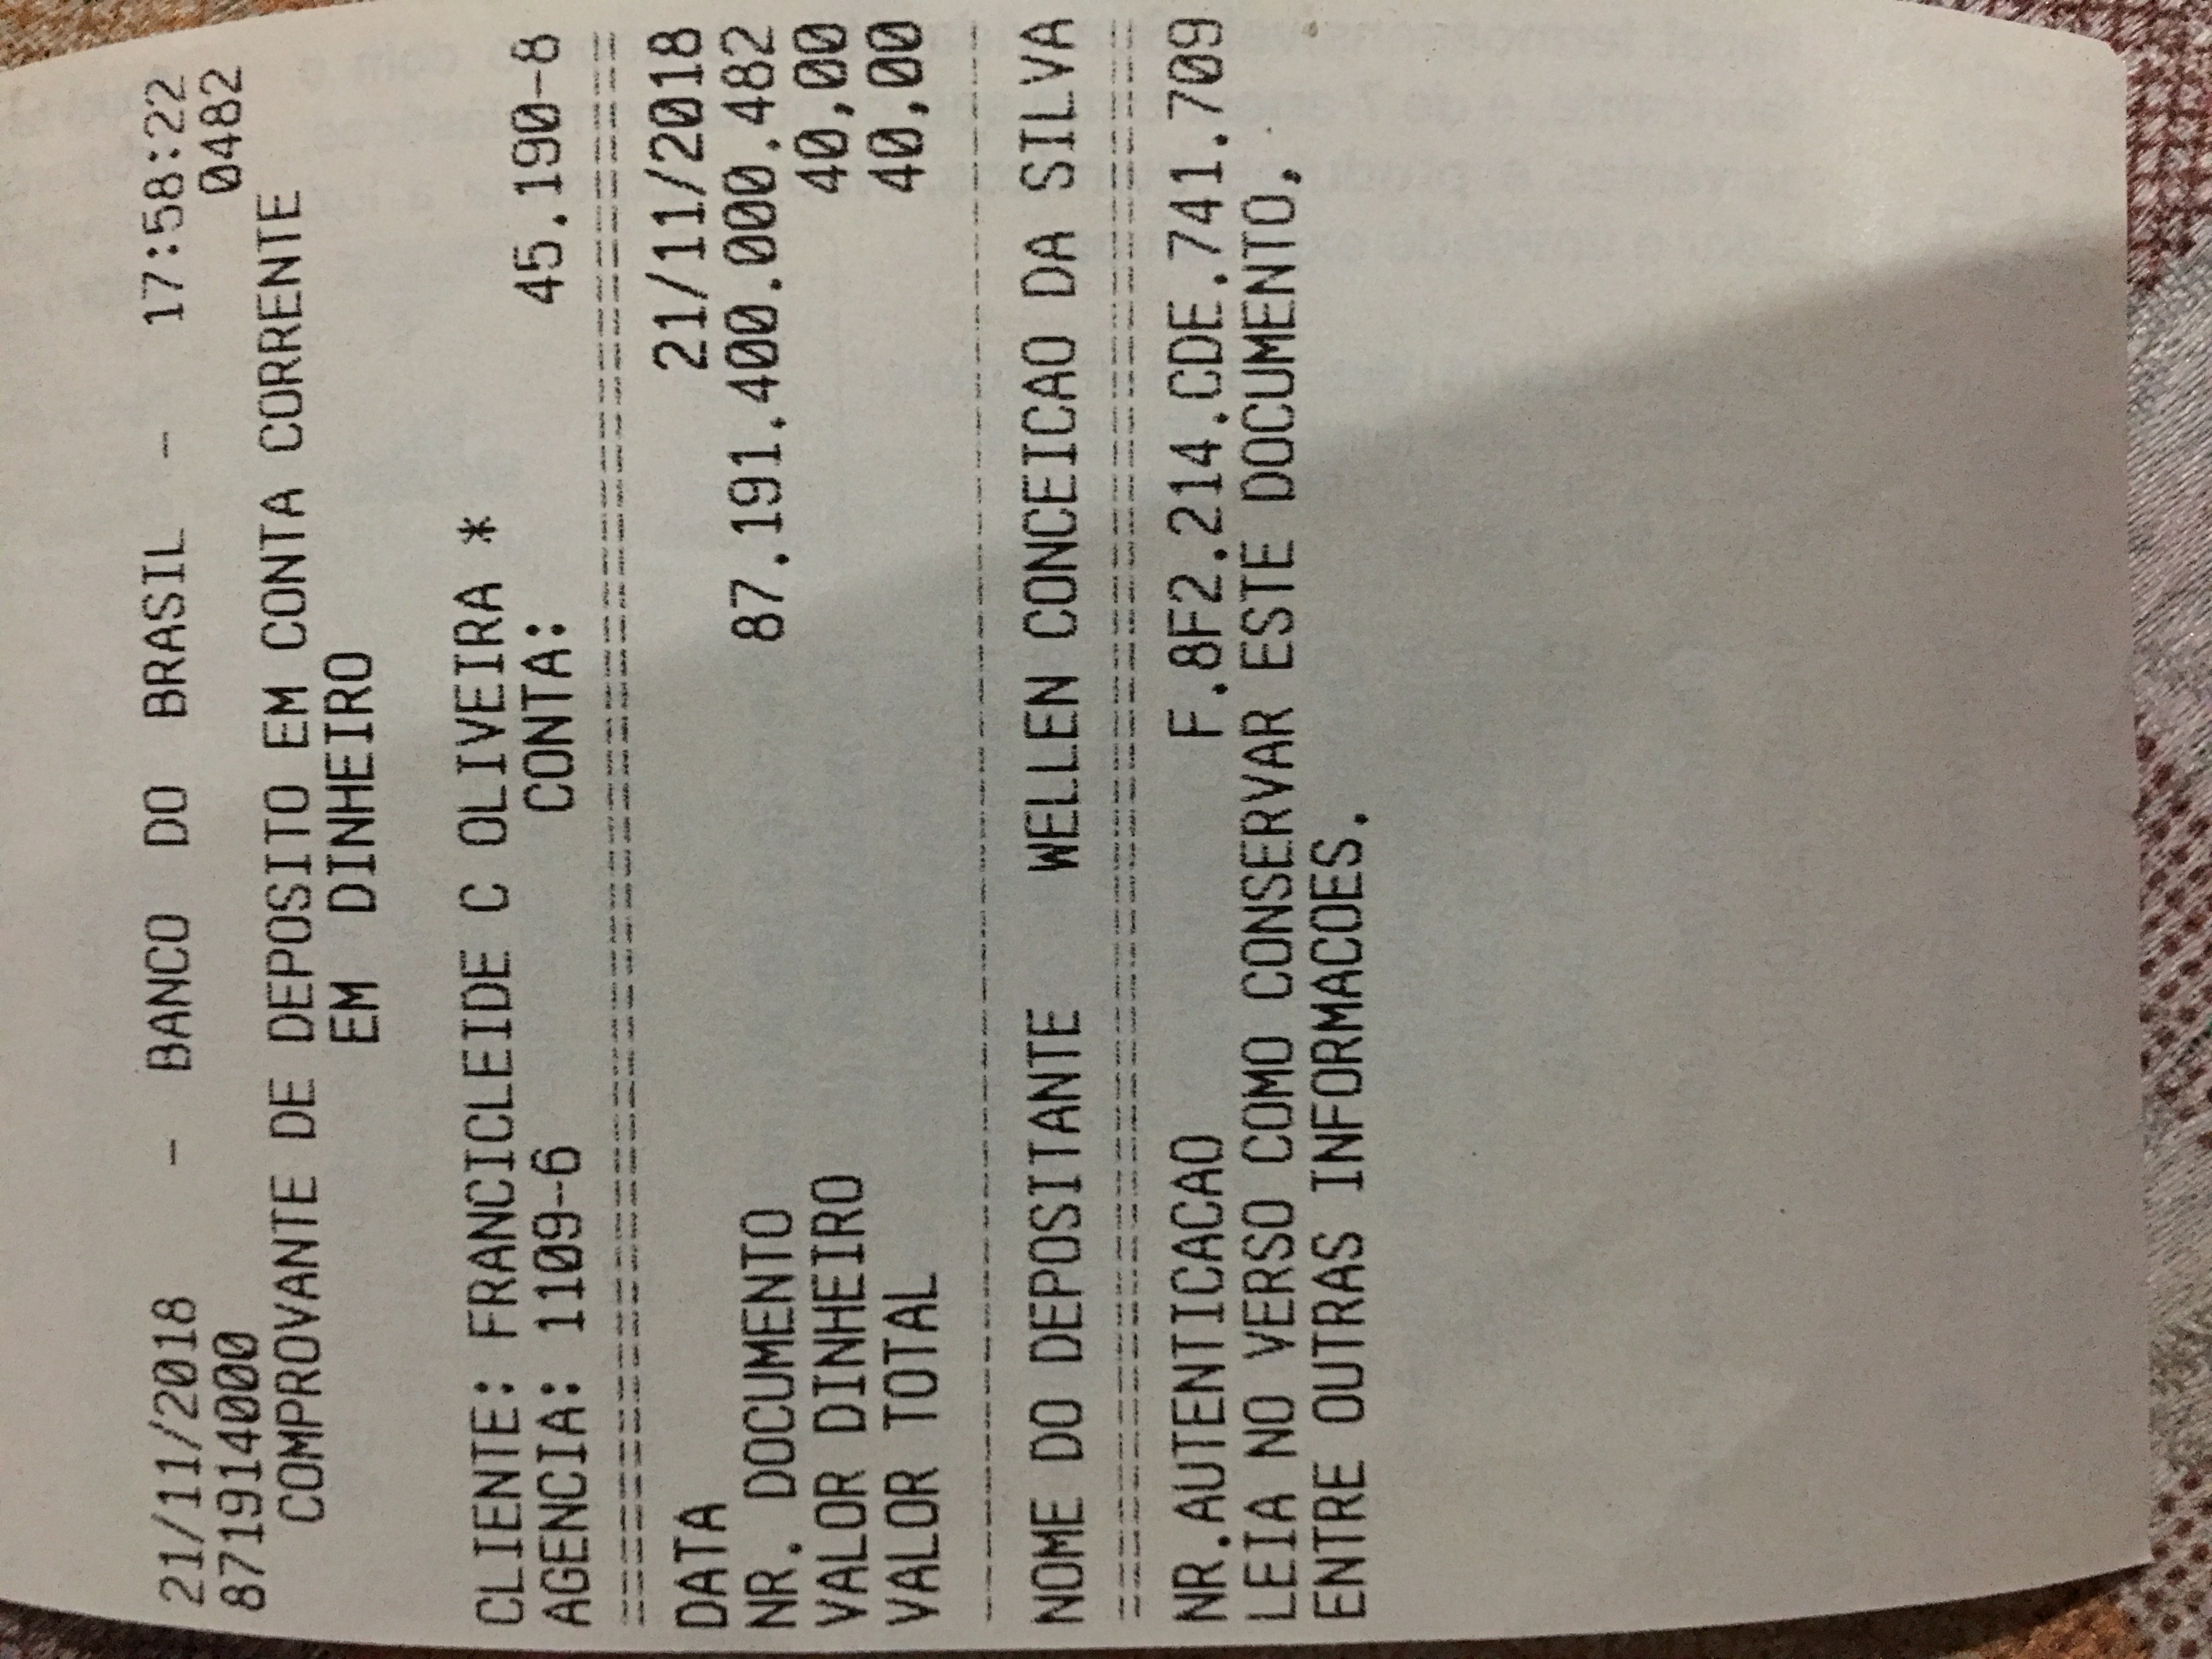 21/11/2018 - BANCO DO BRASIL - 17:58:22
871914000 0482
COMPROVANTE DE DEPOSITO EM CONTA CORRENTE
EM DINHEIRO
CLIENTE: FRANCICLEIDE C OLIVEIRA *
AGENCIA: 1109-6 CONTA: 45.190-8
DATA 21/11/2018
NR. DOCUMENTO 87.191.400.000.482
VALOR DINHEIRO 40,00
VALOR TOTAL 40,00
NOME DO DEPOSITANTE WELLEN CONCEICAO DA SILVA
NR.AUTENTICACAO F.8F2.214.CDE.741.709
LEIA NO VERSO COMO CONSERVAR ESTE DOCUMENTO,
ENTRE OUTRAS INFORMACOES.